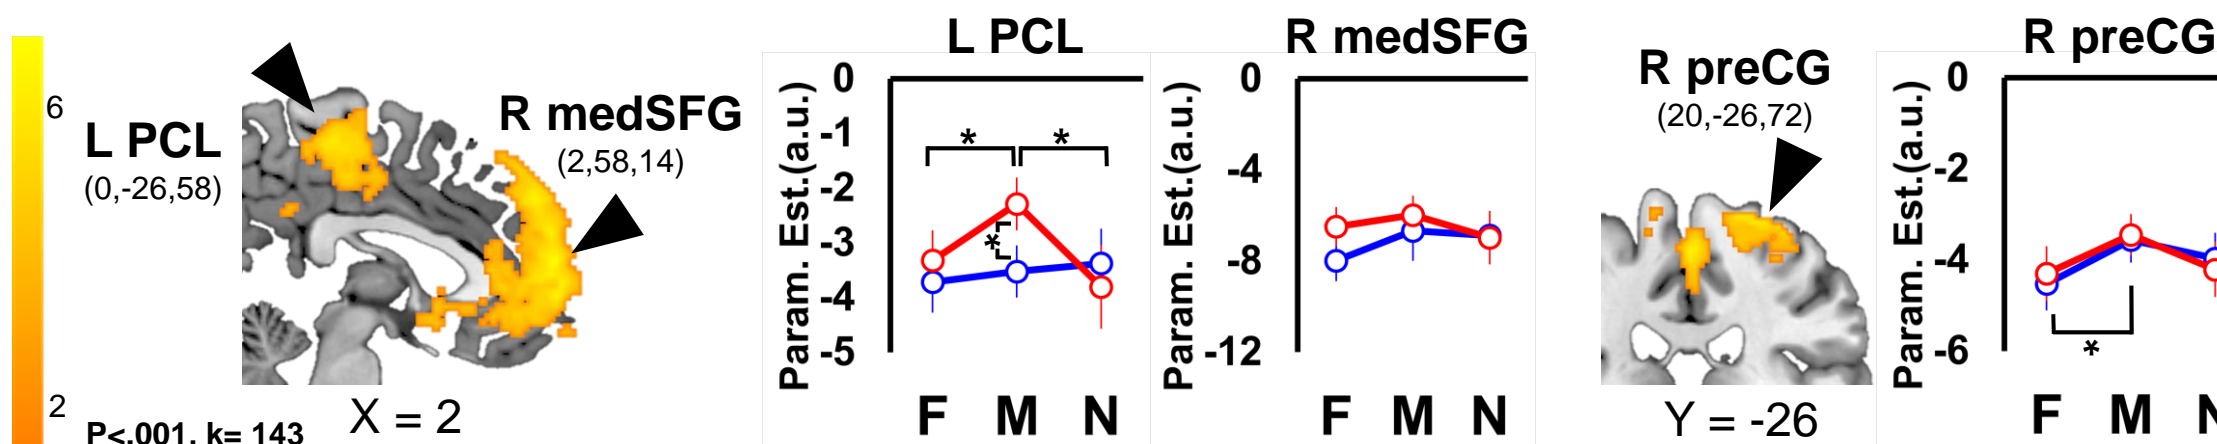 6
2
L PCL
(0,-26,58)
P<.001, k= 143
R medSFG
(2,58,14)
X = 2
L PCL
Param. Est.(a.u.)
0
-1
-2
-3
-4
-5
*
*
*
F M N
R medSFG
Param. Est.(a.u.)
0
-4
-8
-12
F M N
R preCG
(20,-26,72)
Y = -26
R preCG
Param. Est.(a.u.)
0
-2
-4
-6
*
F M N